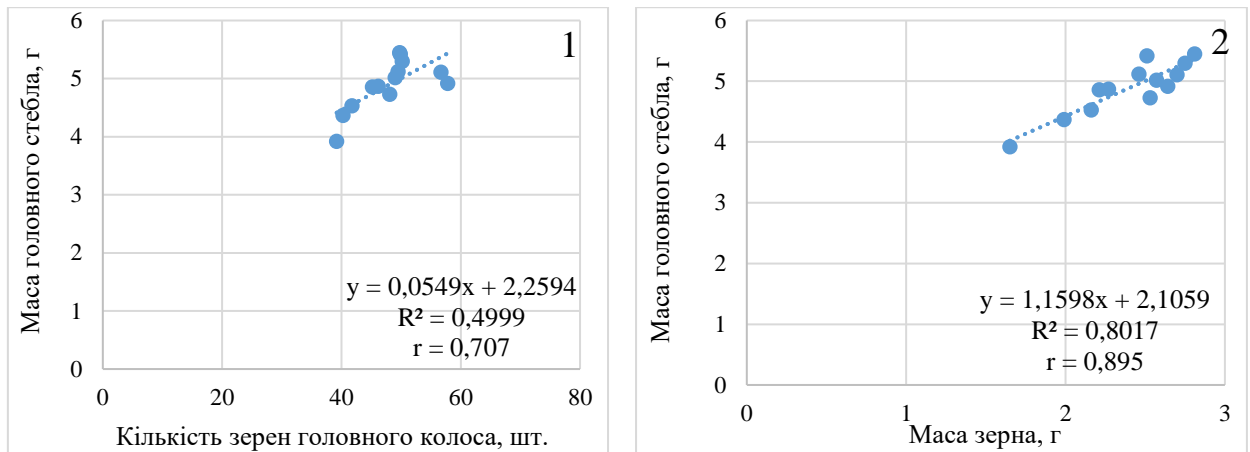 1
Маса головного стебла, г
6
5
4
3
2
1
0
y = 0,0549x + 2,2594
R² = 0,4999
r = 0,707
0 20 40 60 80
Кількість зерен головного колоса, шт.
2
Маса головного стебла, г
6
5
4
3
2
1
0
y = 1,1598x + 2,1059
R² = 0,8017
r = 0,895
0 1 2 3
Маса зерна, г